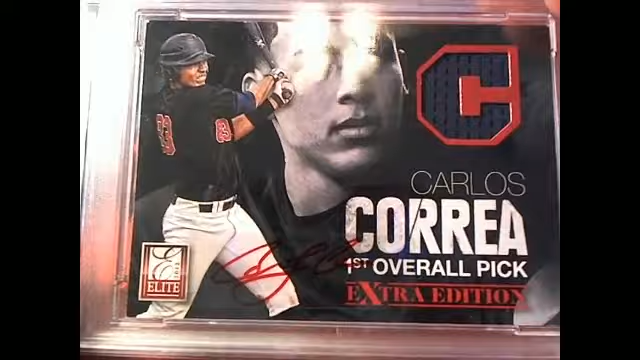 C
CARLOS
CORREA
1ST OVERALL PICK
EXTRA EDITION
E
ELITE